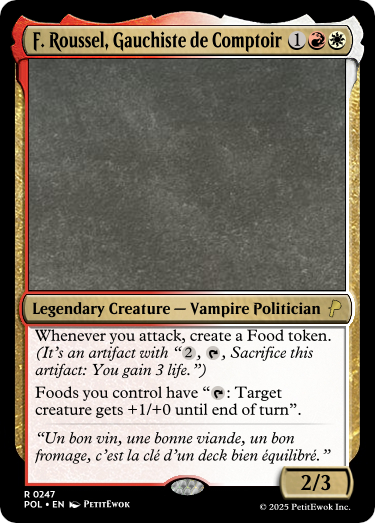 F. Roussel, Gauchiste de Comptoir 1
Legendary Creature — Vampire Politician
Whenever you attack, create a Food token.
(It's an artifact with “2, , Sacrifice this
artifact: You gain 3 life.”)
Foods you control have “: Target
creature gets +1/+0 until end of turn”.
“Un bon vin, une bonne viande, un bon
fromage, c'est la clé d'un deck bien équilibré.”
2/3
R 0247
POL • EN PetitEwok
© 2025 PetitEwok Inc.